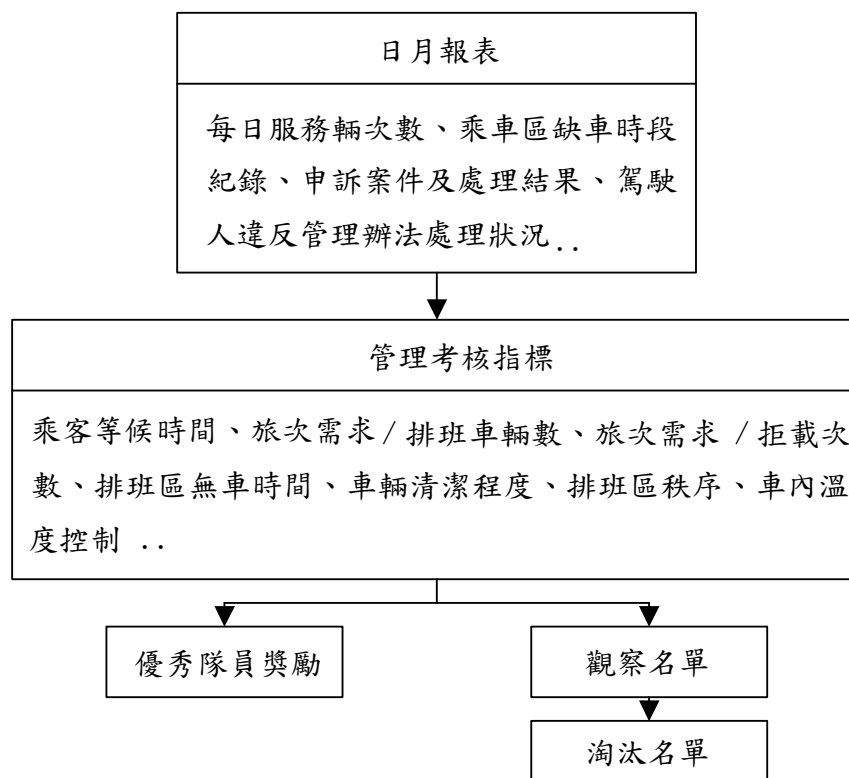 日月報表
每日服務輛次數、乘車區缺車時段
紀錄、申訴案件及處理結果、駕駛
人違反管理辦法處理狀況..
管理考核指標
乘客等候時間、旅次需求/排班車輛數、旅次需求 /拒載次
數、排班區無車時間、車輛清潔程度、排班區秩序、車內溫
度控制 ..
優秀隊員獎勵
觀察名單
淘汰名單